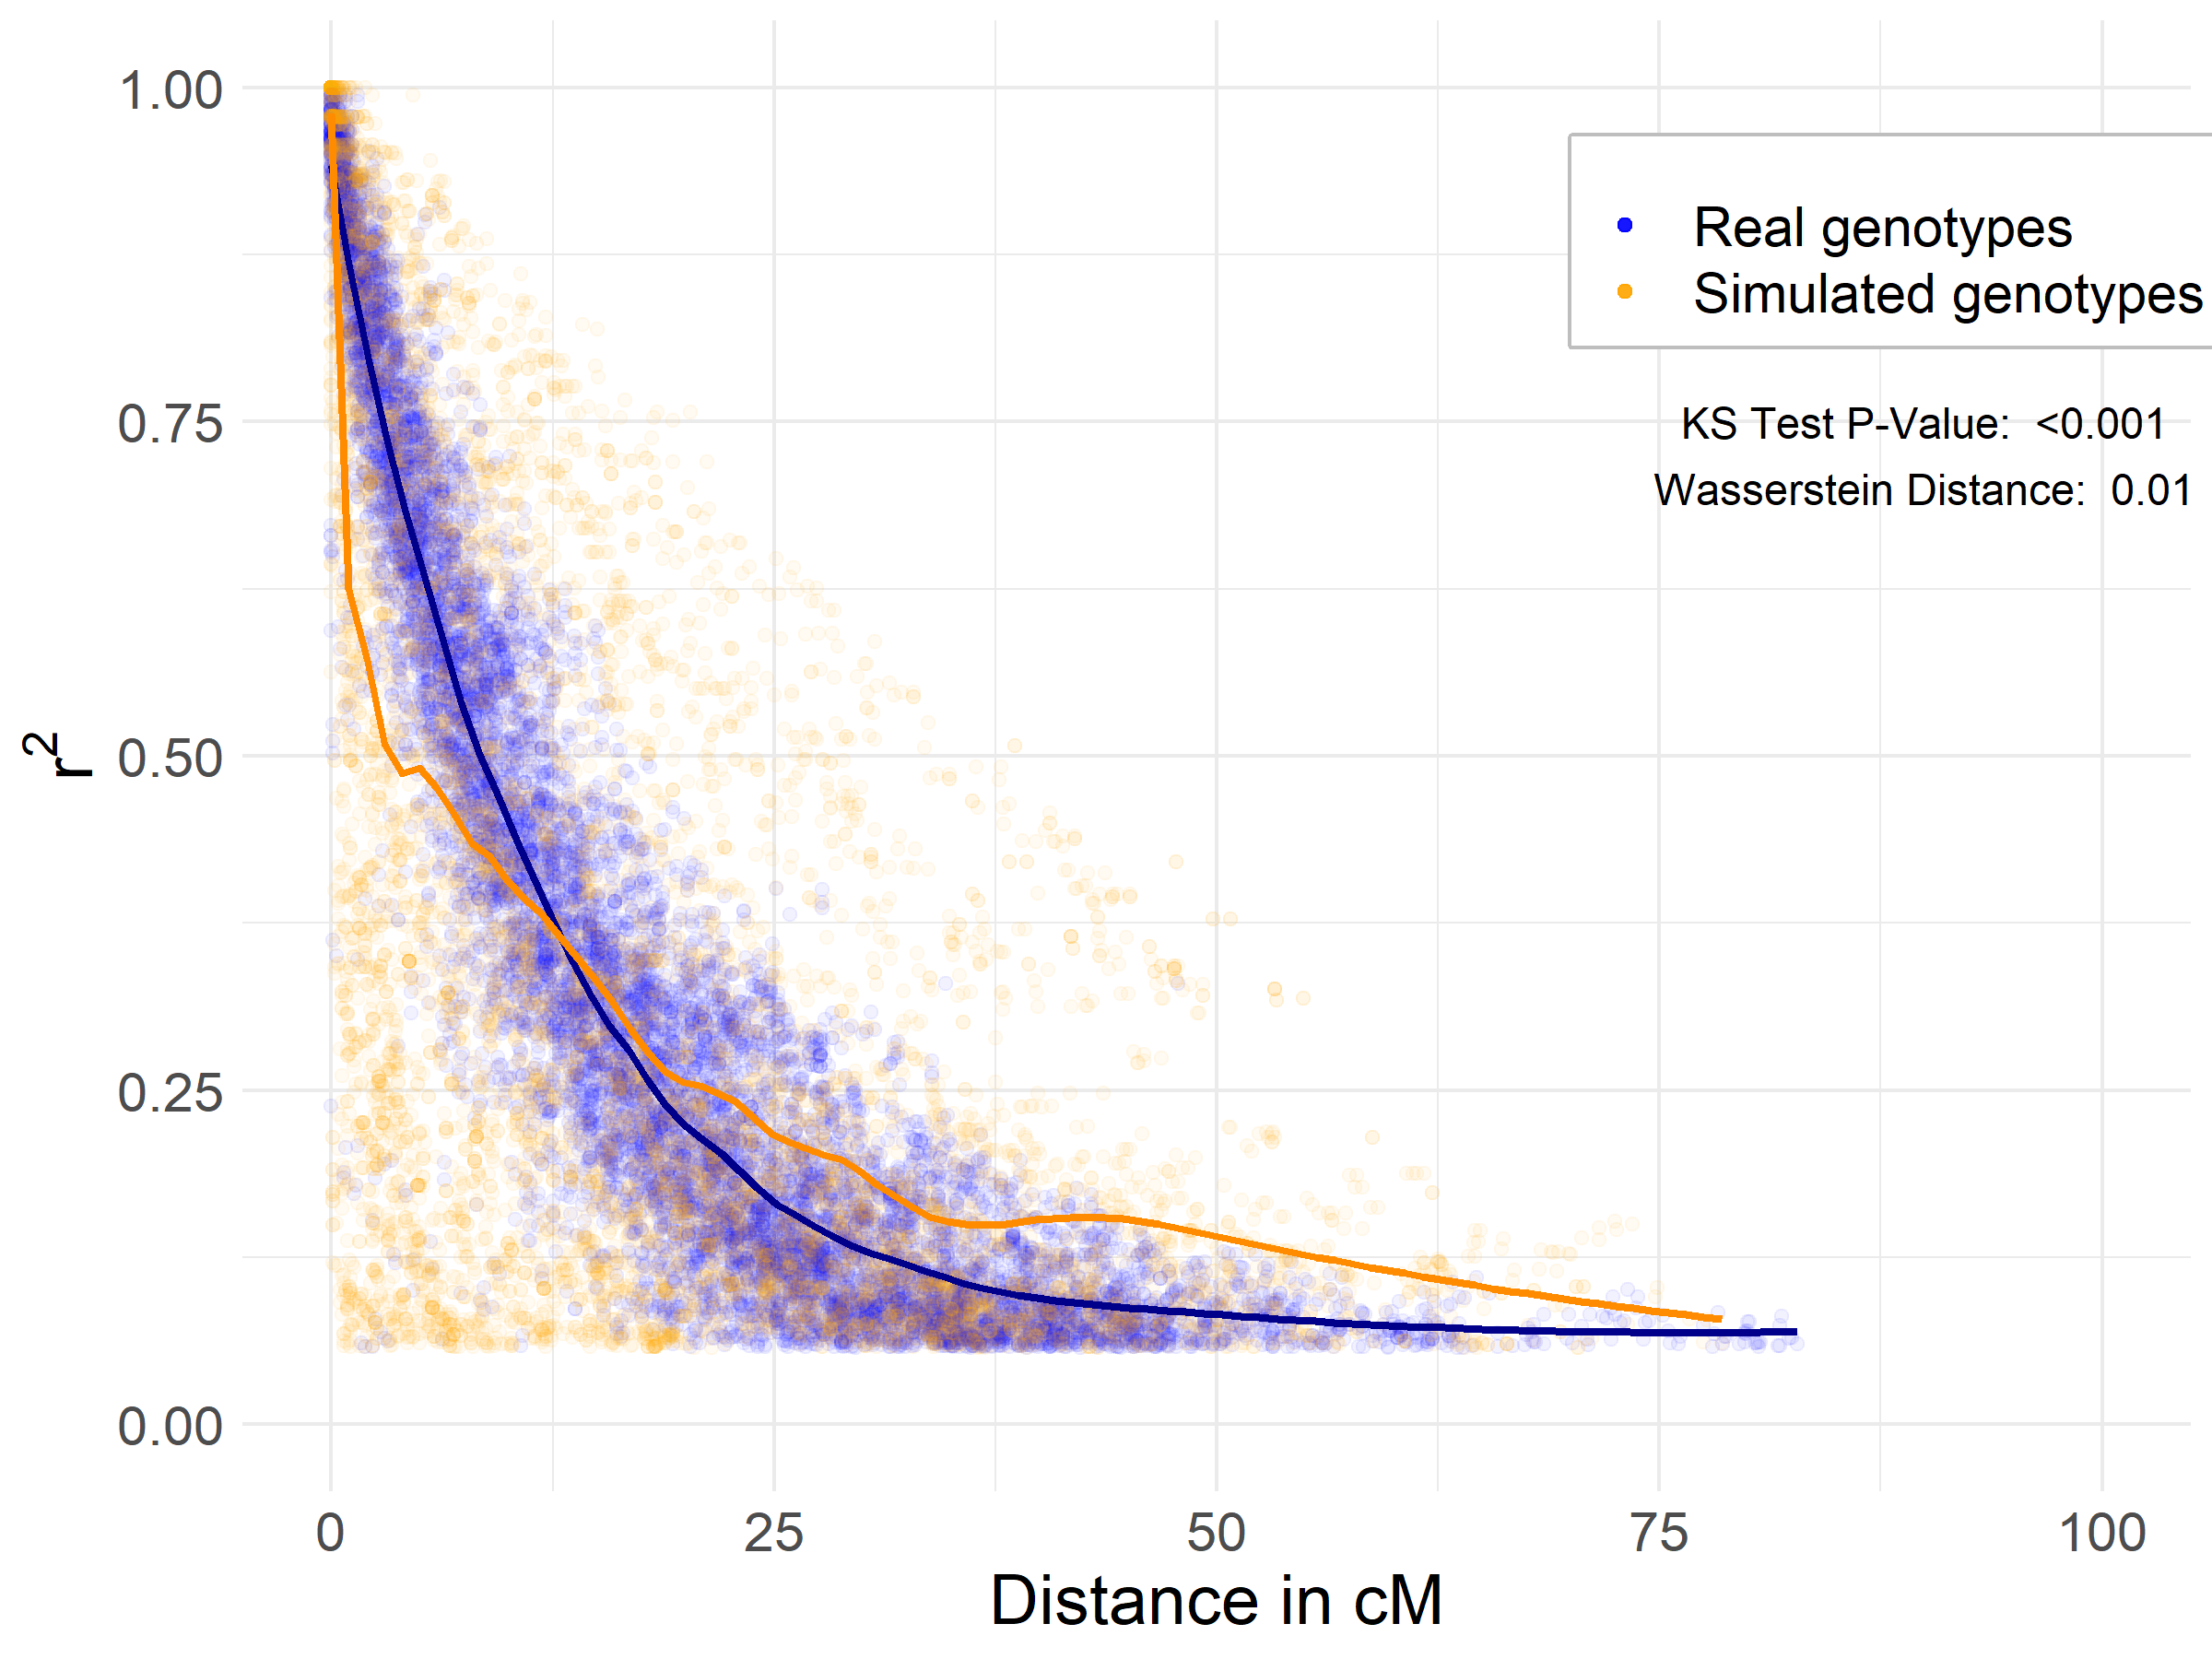 1.00
0.75
0.50
0.25
0.00
r²
0 25 50 75 100
Distance in cM
Real genotypes
Simulated genotypes
KS Test P-Value: <0.001
Wasserstein Distance: 0.01